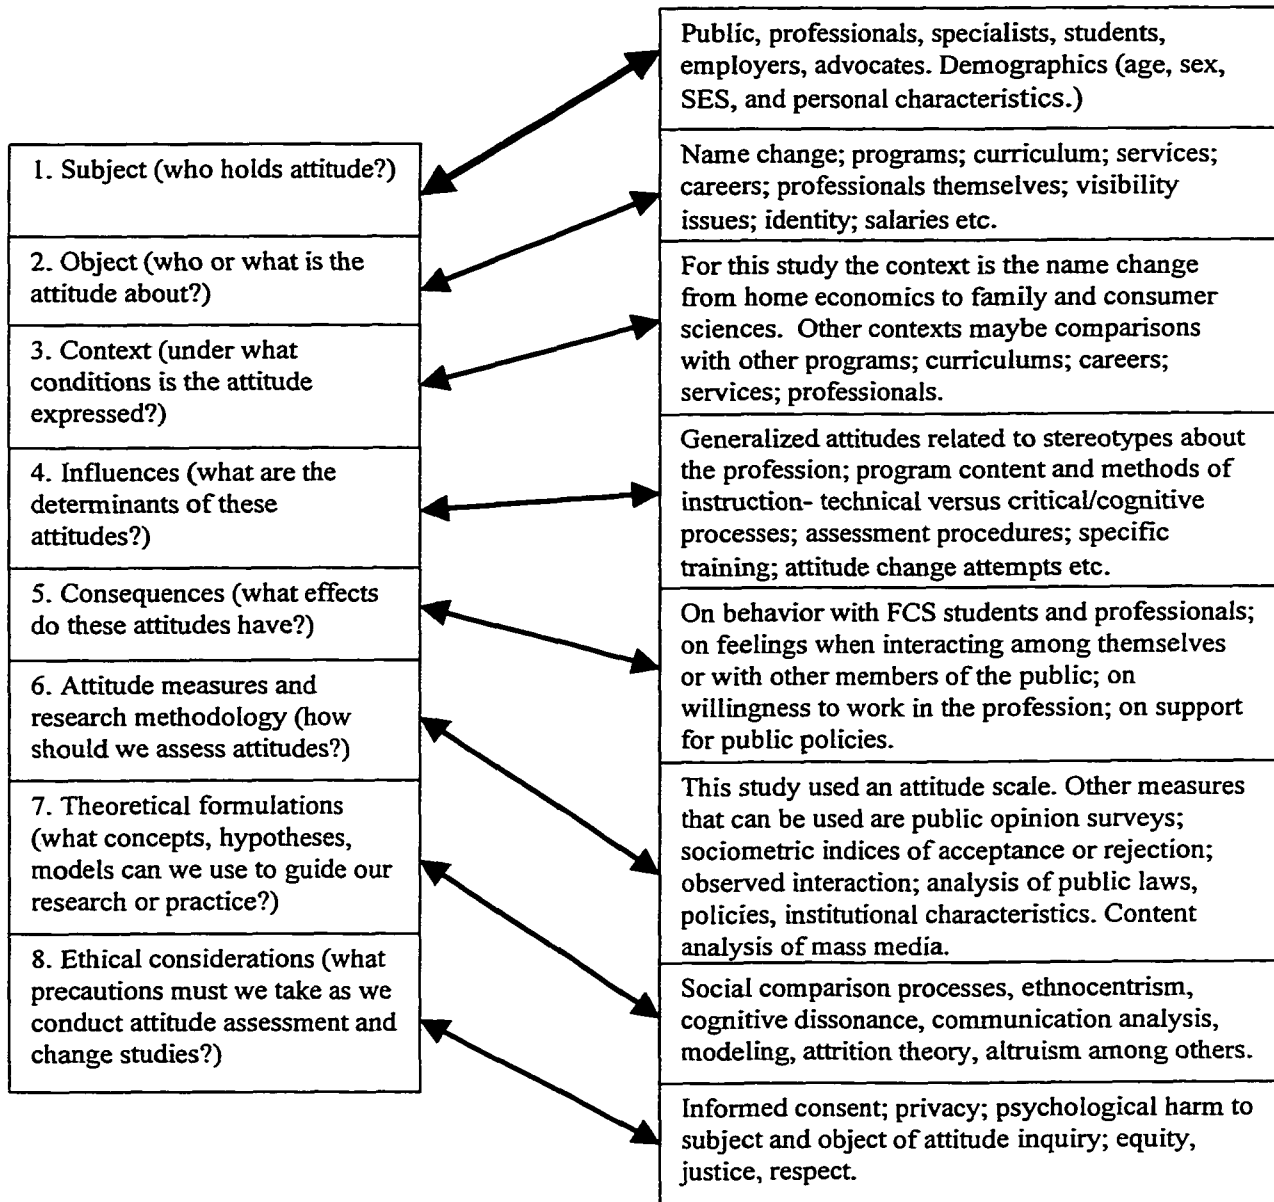 1. Subject (who holds attitude?)
2. Object (who or what is the
attitude about?)
3. Context (under what
conditions is the attitude
expressed?)
4. Influences (what are the
determinants of these
attitudes?)
5. Consequences (what effects
do these attitudes have?)
6. Attitude measures and
research methodology (how
should we assess attitudes?)
7. Theoretical formulations
(what concepts, hypotheses,
models can we use to guide our
research or practice?)
8. Ethical considerations (what
precautions must we take as we
conduct attitude assessment and
change studies?)
Public, professionals, specialists, students,
employers, advocates. Demographics (age, sex,
SES, and personal characteristics.)
Name change; programs; curriculum; services;
careers; professionals themselves; visibility
issues; identity; salaries etc.
For this study the context is the name change
from home economics to family and consumer
sciences. Other contexts maybe comparisons
with other programs; curriculums; careers;
services; professionals.
Generalized attitudes related to stereotypes about
the profession; program content and methods of
instruction- technical versus critical/cognitive
processes; assessment procedures; specific
training; attitude change attempts etc.
On behavior with FCS students and professionals;
on feelings when interacting among themselves
or with other members of the public; on
willingness to work in the profession; on support
for public policies.
This study used an attitude scale. Other measures
that can be used are public opinion surveys;
sociometric indices of acceptance or rejection;
observed interaction; analysis of public laws,
policies, institutional characteristics. Content
analysis of mass media.
Social comparison processes, ethnocentrism,
cognitive dissonance, communication analysis,
modeling, attrition theory, altruism among others.
Informed consent; privacy; psychological harm to
subject and object of attitude inquiry; equity,
justice, respect.